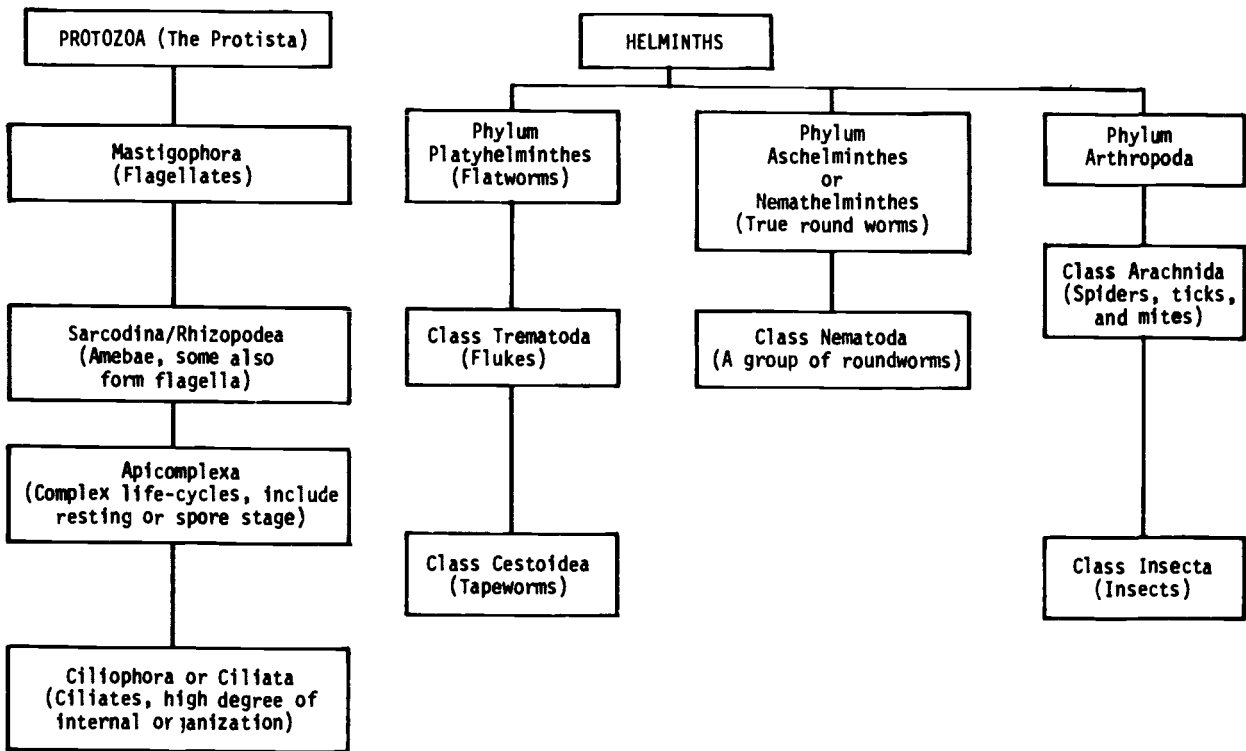 PROTOZOA (The Protista)
Mastigophora
(Flagellates)
Sarcodina/Rhizopodea
(Amebae, some also
form flagella)
Apicomplexa
(Complex life-cycles, include
resting or spore stage)
Ciliophora or Ciliata
(Ciliates, high degree of
internal organization)
HELMINTHS
Phylum
Platyhelminthes
(Flatworms)
Class Trematoda
(Flukes)
Class Cestoidea
(Tapeworms)
Phylum
Aschelminthes
or
Nemathelminthes
(True round worms)
Class Nematoda
(A group of roundworms)
Phylum
Arthropoda
Class Arachnida
(Spiders, ticks,
and mites)
Class Insecta
(Insects)